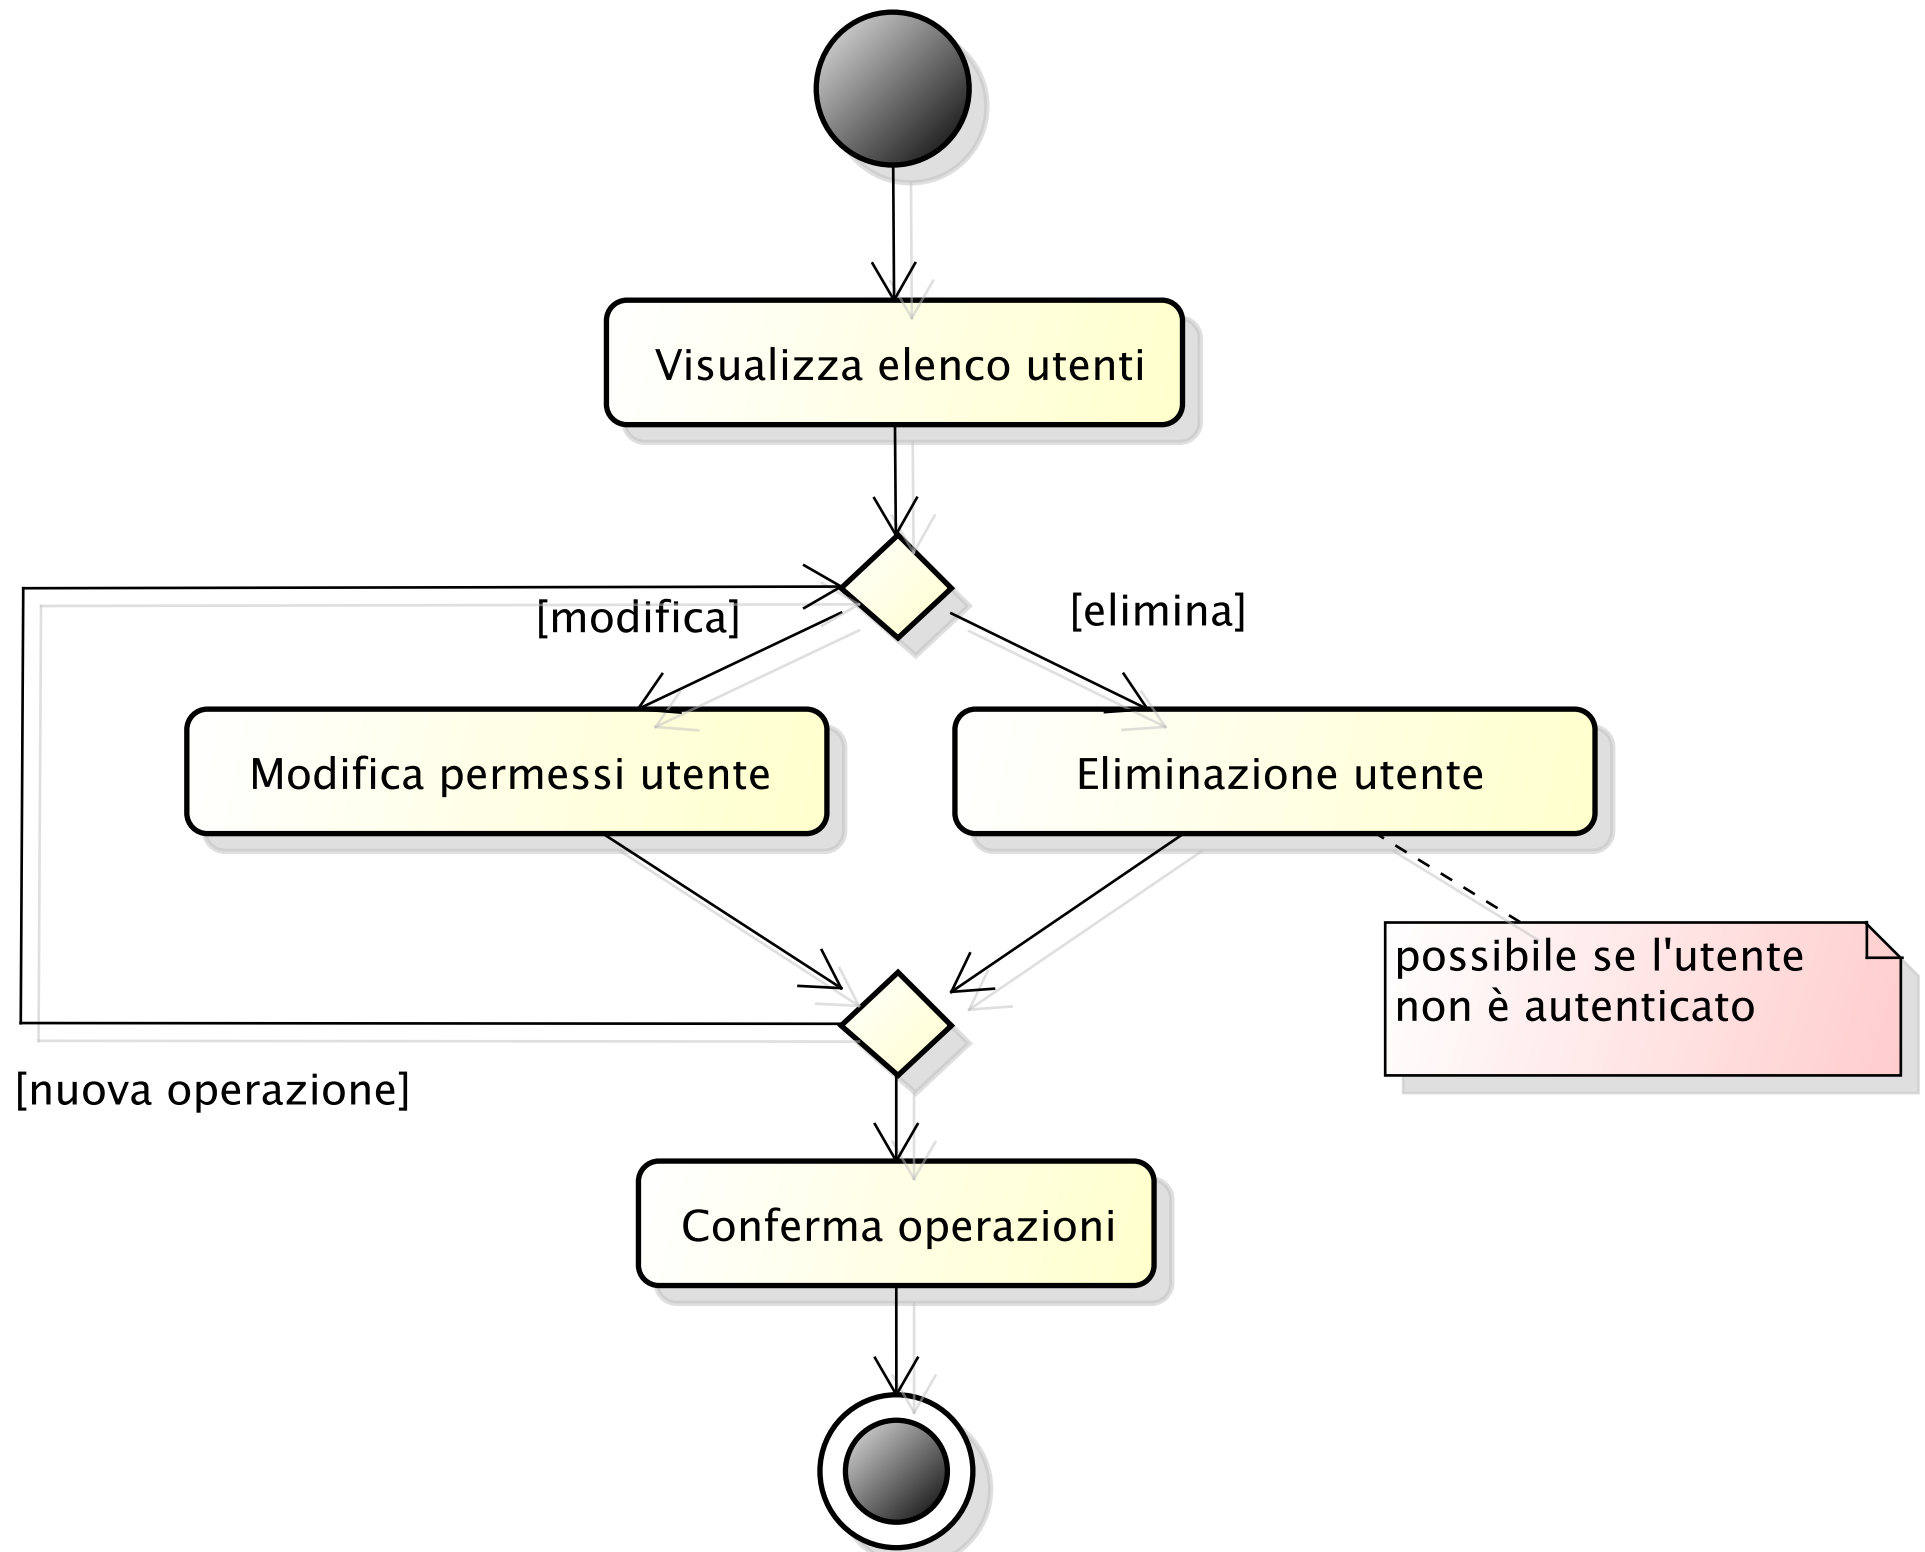 Visualizza elenco utenti
[modifica]
[elimina]
Modifica permessi utente
Eliminazione utente
possibile se l'utente
non è autenticato
[nuova operazione]
Conferma operazioni